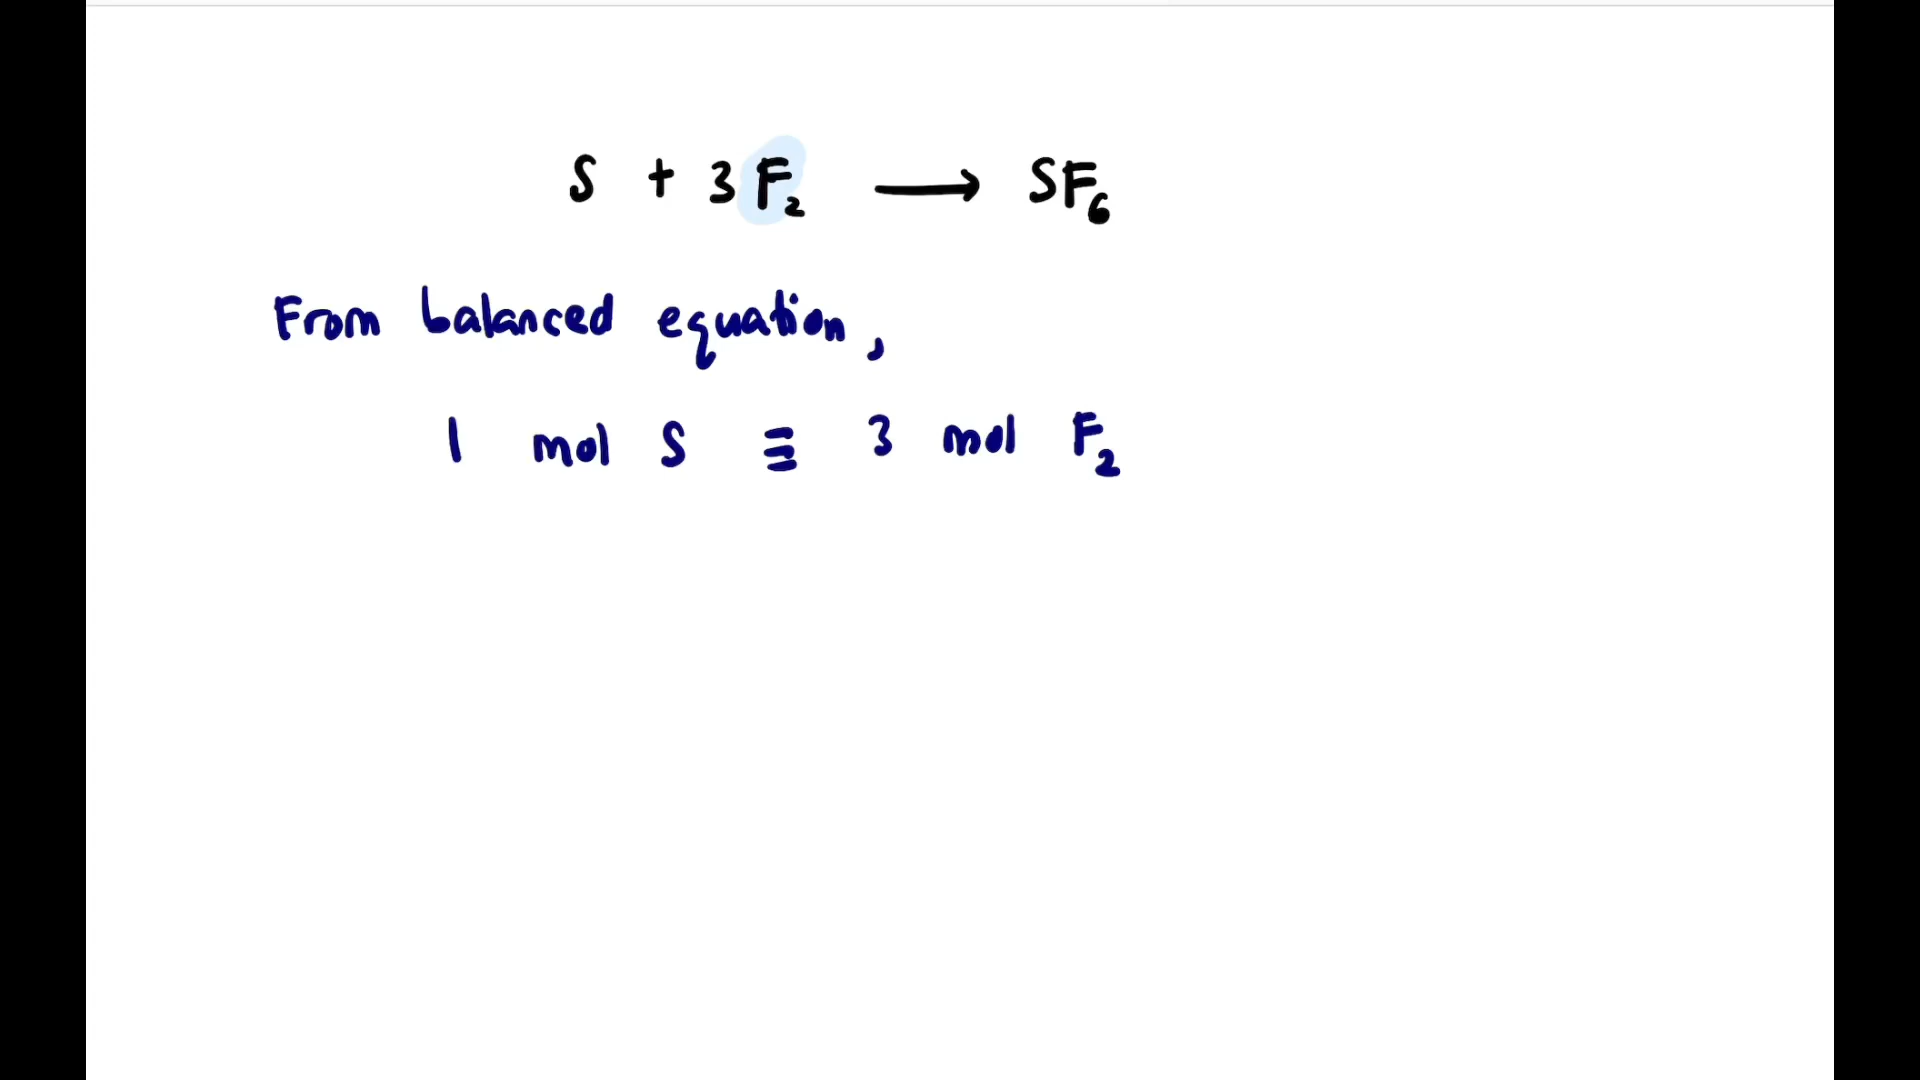 S + 3F₂ ⟶ SF₆
From balanced equation,
1 mol S ≡ 3 mol F₂